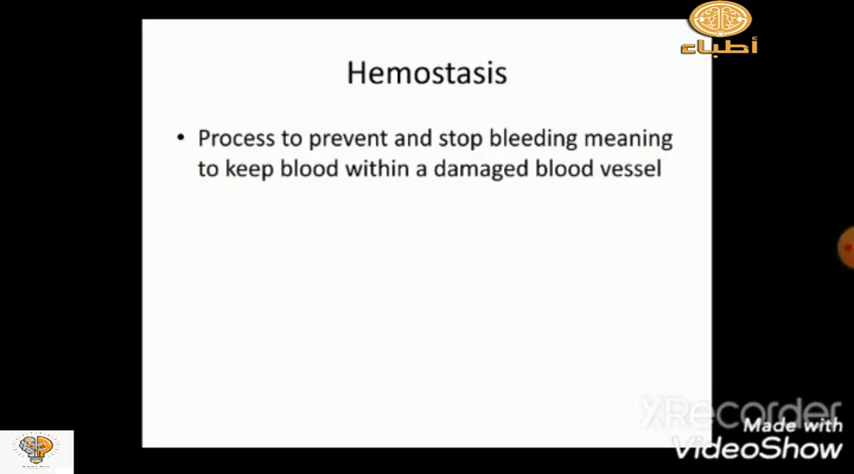 أطباء
Hemostasis
• Process to prevent and stop bleeding meaning
to keep blood within a damaged blood vessel
XRecorder
Made with
VideoShow